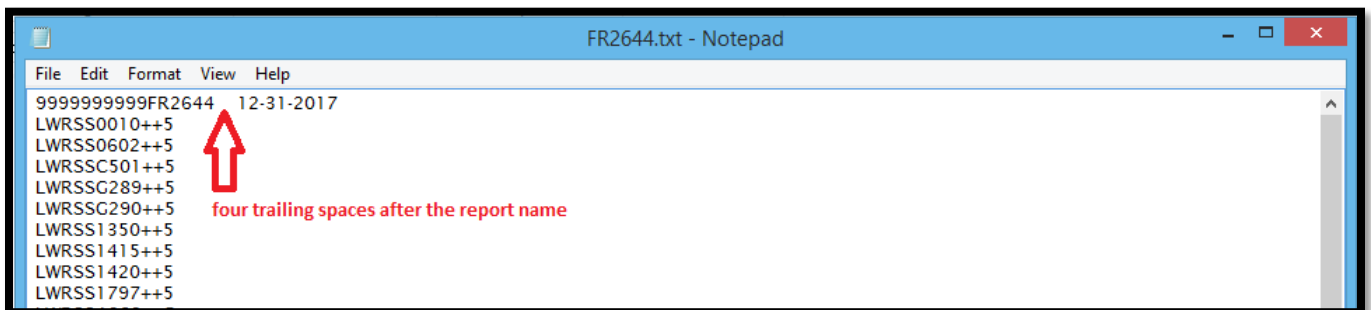 FR2644.txt - Notepad
File Edit Format View Help
9999999999FR2644    12-31-2017
LWRSS0010++5
LWRSS0602++5
LWRSSC501++5
LWRSSG289++5
LWRSSG290++5
four trailing spaces after the report name
LWRSS1350++5
LWRSS1415++5
LWRSS1420++5
LWRSS1797++5